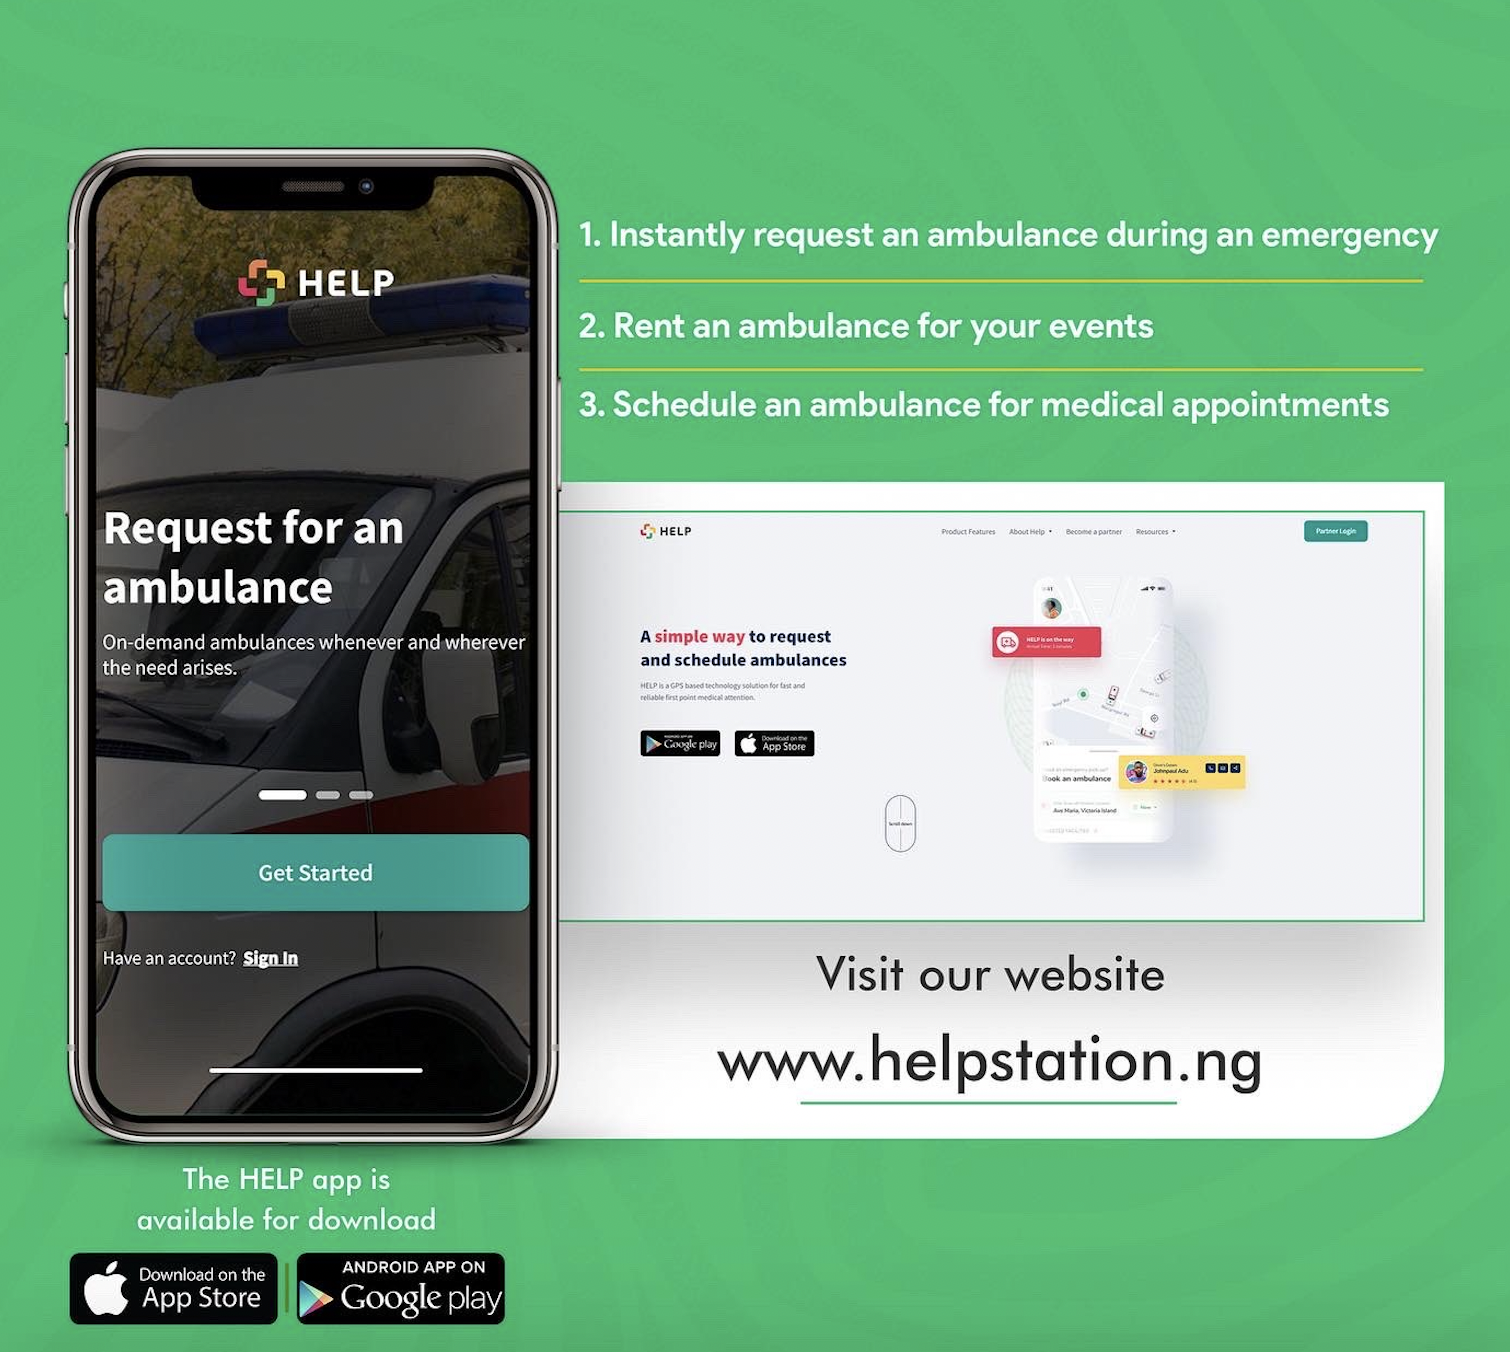 HELP
Request for an
ambulance
On-demand ambulances whenever and wherever
the need arises.
Get Started
Have an account? Sign In
1. Instantly request an ambulance during an emergency
2. Rent an ambulance for your events
3. Schedule an ambulance for medical appointments
HELP
Product Features About Help Become a partner Resources
Partner Login
A simple way to request
and schedule ambulances
HELP is a GPS based technology solution for fast and
reliable first point medical attention.
ANDROID APP ON
Google play
Download on the
App Store
Scroll down
HELP is on the way
Johnpaul Adu
Book an ambulance
Ave Maria, Victoria Island
Now
Visit our website
www.helpstation.ng
The HELP app is
available for download
Download on the
App Store
ANDROID APP ON
Google play